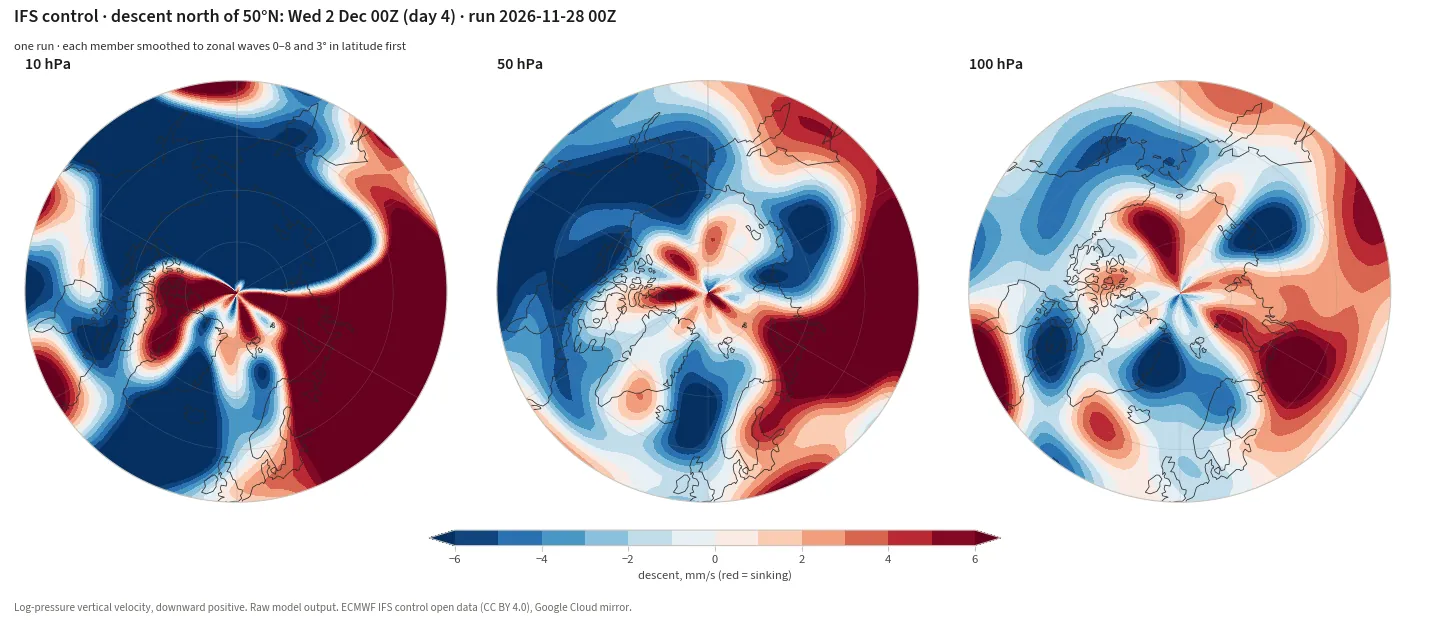 IFS control · descent north of 50°N: Wed 2 Dec 00Z (day 4) · run 2026-11-28 00Z
one run · each member smoothed to zonal waves 0–8 and 3° in latitude first
10 hPa
50 hPa
100 hPa
−6
−4
−2
0
2
4
6
descent, mm/s (red = sinking)
Log-pressure vertical velocity, downward positive. Raw model output. ECMWF IFS control open data (CC BY 4.0), Google Cloud mirror.